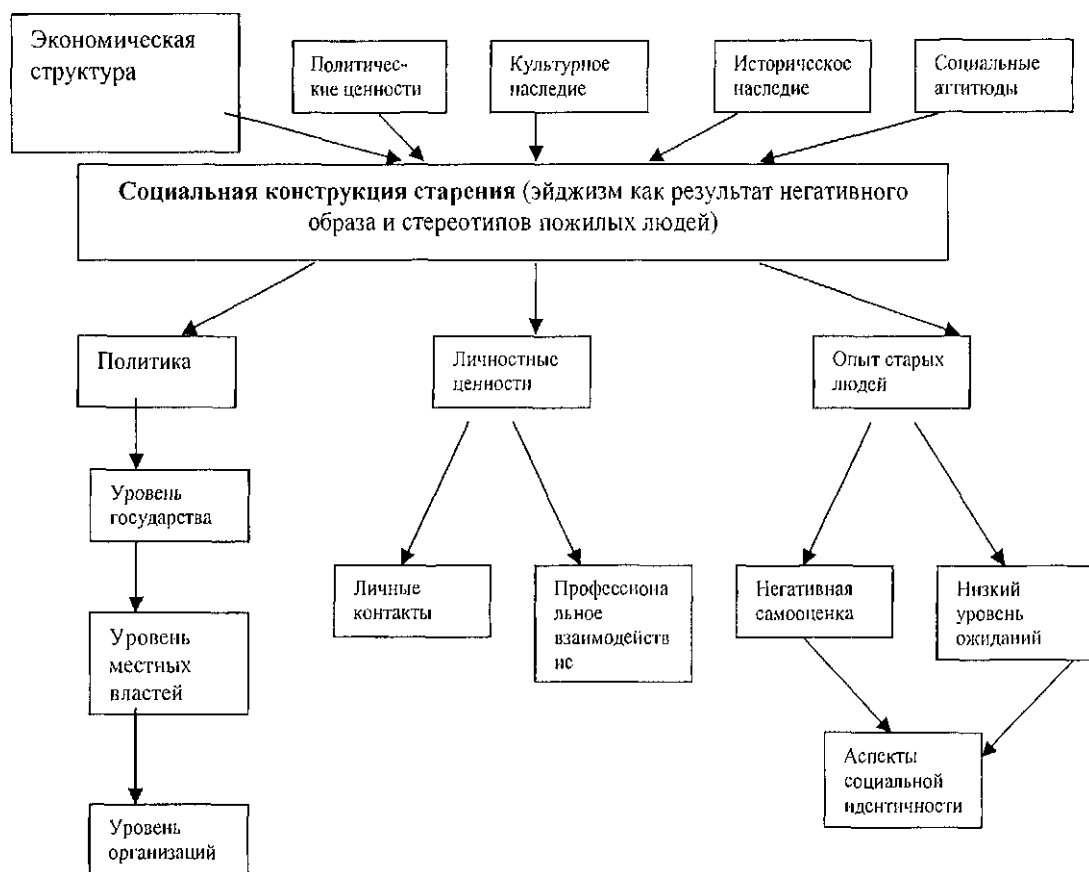 Экономическая
структура
Политичес-
кие ценности
Культурное
наследие
Историческое
наследие
Социальные
аттитюды
Социальная конструкция старения (эйджизм как результат негативного
образа и стереотипов пожилых людей)
Политика
Личностные
ценности
Опыт старых
людей
Уровень
государства
Личные
контакты
Профессиона
льное
взаимодейств
ие
Негативная
самооценка
Низкий
уровень
ожиданий
Уровень
местных
властей
Аспекты
социальной
идентичности
Уровень
организаций